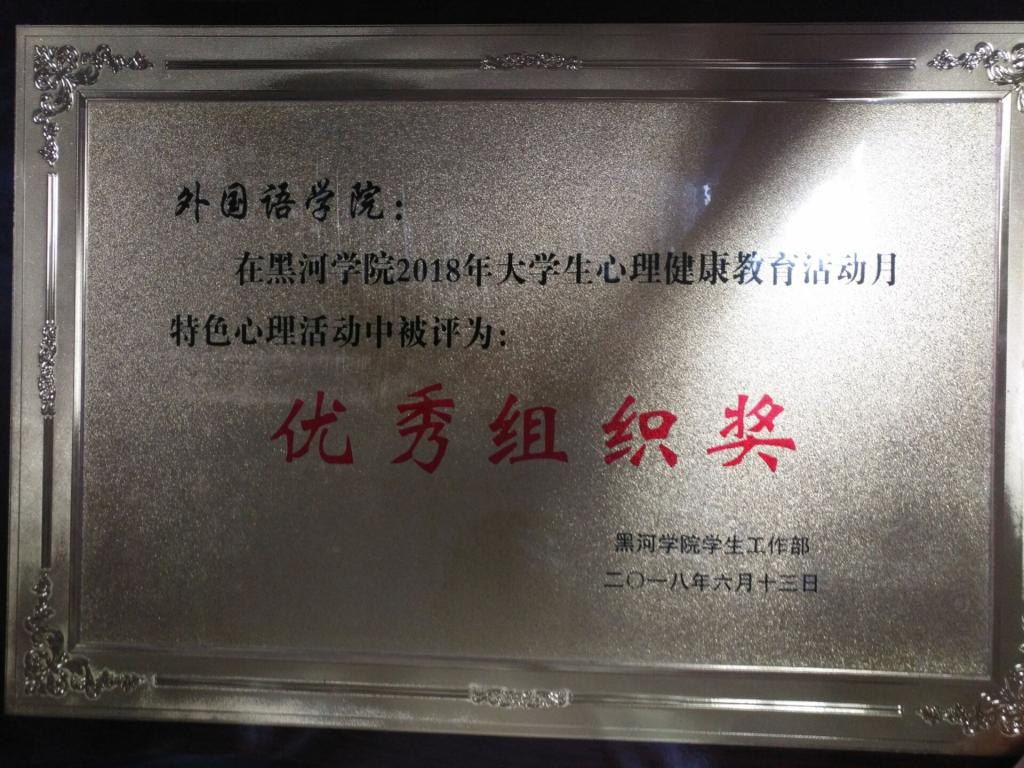 外国语学院：
在黑河学院2018年大学生心理健康教育活动月
特色心理活动中被评为：
优秀组织奖
黑河学院学生工作部
二〇一八年六月十三日